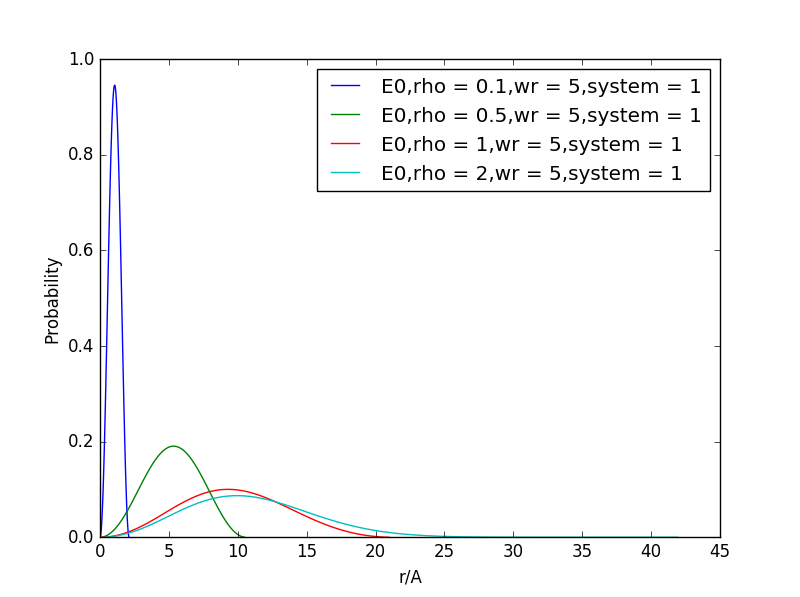 1.0
0.8
0.6
0.4
0.2
0.0
Probability
E0,rho = 0.1,wr = 5,system = 1
E0,rho = 0.5,wr = 5,system = 1
E0,rho = 1,wr = 5,system = 1
E0,rho = 2,wr = 5,system = 1
0 5 10 15 20 25 30 35 40 45
r/A